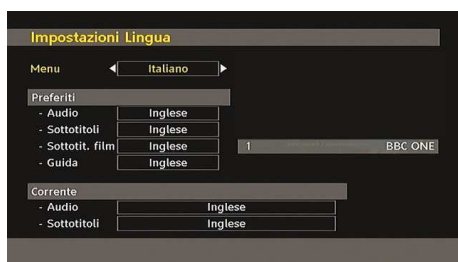 Impostazioni Lingua
Menu Italiano
Preferiti
- Audio Inglese
- Sottotitoli Inglese
- Sottotit. film Inglese
- Guida Inglese
1 BBC ONE
Corrente
- Audio Inglese
- Sottotitoli Inglese